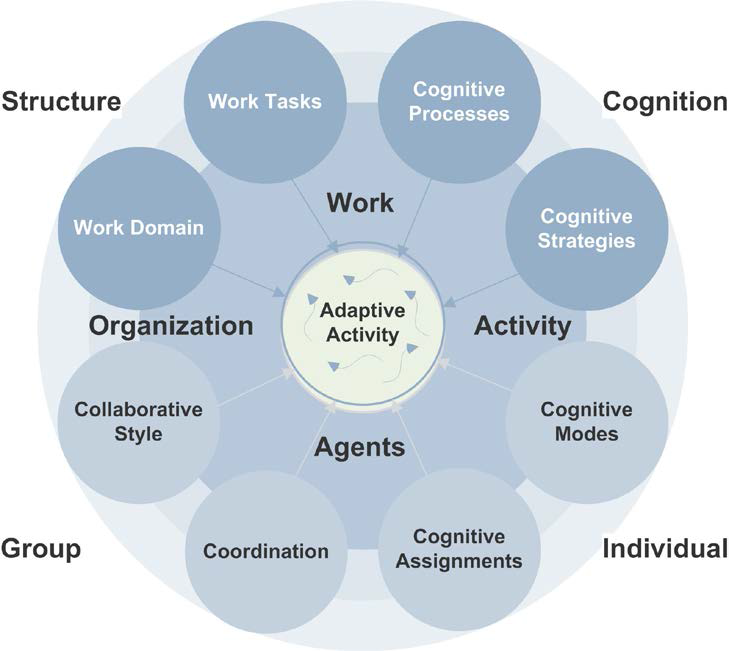 Structure
Work Tasks
Cognitive
Processes
Cognition
Work Domain
Work
Cognitive
Strategies
Adaptive
Activity
Organization
Activity
Collaborative
Style
Agents
Cognitive
Modes
Group
Coordination
Cognitive
Assignments
Individual